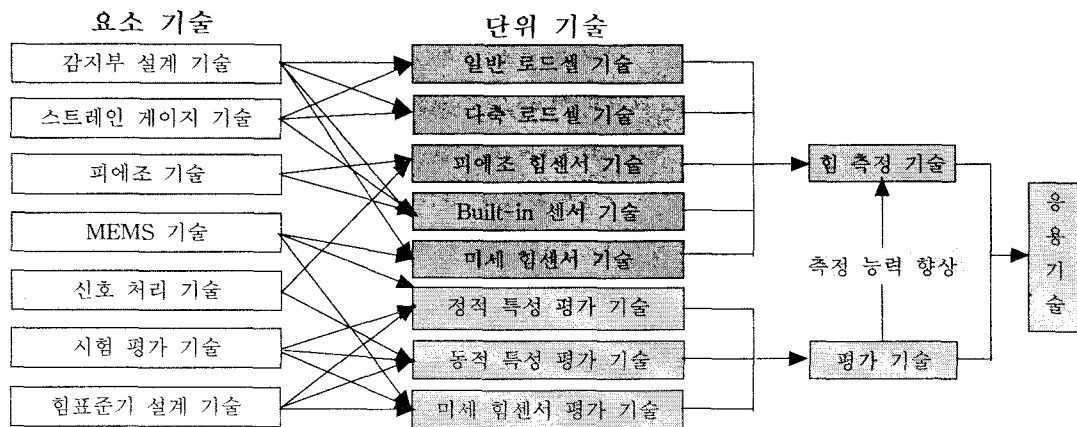 요소 기술
단위 기술
감지부 설계 기술
스트레인 게이지 기술
피에조 기술
MEMS 기술
신호 처리 기술
시험 평가 기술
힘표준기 설계 기술
일반 로드셀 기술
다축 로드셀 기술
피에조 힘센서 기술
Built-in 센서 기술
미세 힘센서 기술
정적 특성 평가 기술
동적 특성 평가 기술
미세 힘센서 평가 기술
힘 측정 기술
측정 능력 향상
평가 기술
응
용
기
술